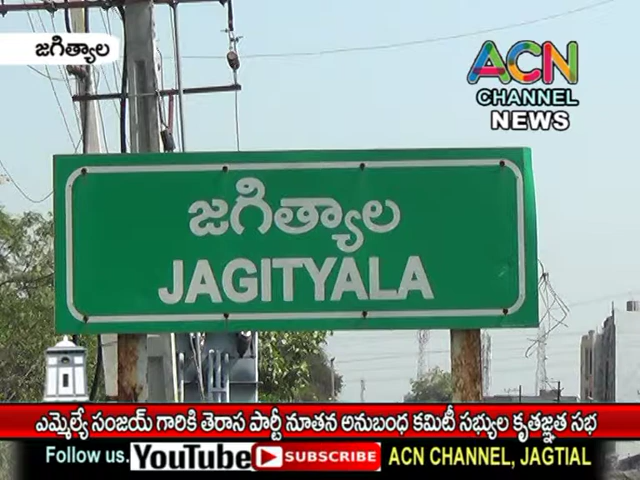 జగిత్యాల
ACN
CHANNEL
NEWS
జగిత్యాల
JAGITYALA
ఎమ్మెల్యే సంజయ్ గారికి తెరాస పార్టీ నూతన అనుబంధ కమిటీ సభ్యుల కృతజ్ఞత సభ
Follow us. YouTube SUBSCRIBE ACN CHANNEL, JAGTIAL